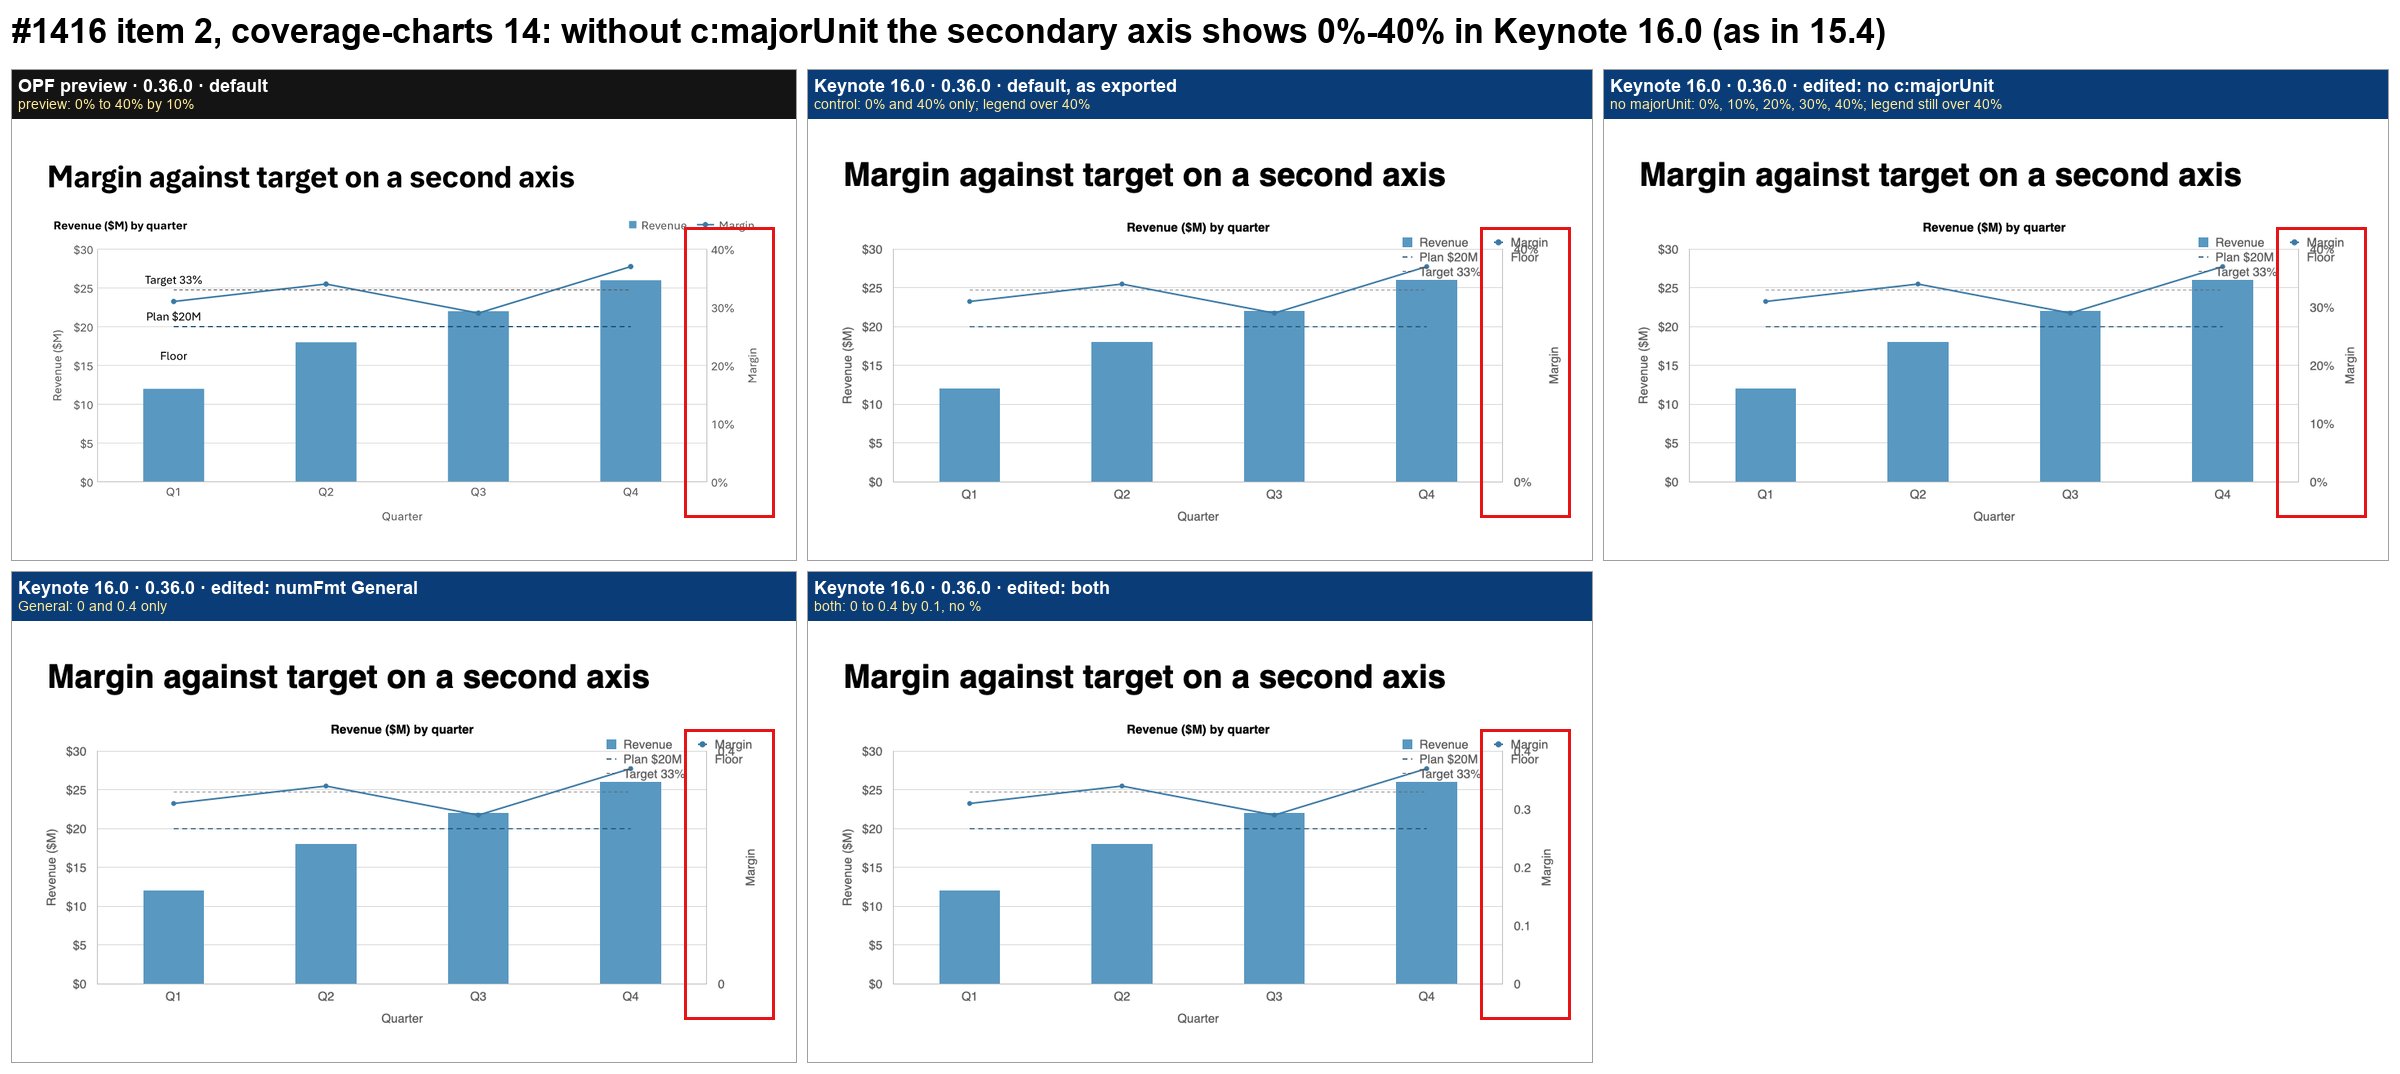 #1416 item 2, coverage-charts 14: without c:majorUnit the secondary axis shows 0%-40% in Keynote 16.0 (as in 15.4)
OPF preview · 0.36.0 · default
preview: 0% to 40% by 10%
Margin against target on a second axis
Revenue ($M) by quarter
Revenue Margin
$30
$25
$20
$15
$10
$5
$0
Revenue ($M)
Target 33%
Plan $20M
Floor
Q1 Q2 Q3 Q4
Quarter
40%
30%
20%
10%
0%
Margin
Keynote 16.0 · 0.36.0 · default, as exported
control: 0% and 40% only; legend over 40%
Margin against target on a second axis
Revenue ($M) by quarter
Revenue Margin
Plan $20M Floor
Target 33%
$30
$25
$20
$15
$10
$5
$0
Revenue ($M)
Q1 Q2 Q3 Q4
Quarter
40%
0%
Margin
Keynote 16.0 · 0.36.0 · edited: no c:majorUnit
no majorUnit: 0%, 10%, 20%, 30%, 40%; legend still over 40%
Margin against target on a second axis
Revenue ($M) by quarter
Revenue Margin
Plan $20M Floor
Target 33%
$30
$25
$20
$15
$10
$5
$0
Revenue ($M)
Q1 Q2 Q3 Q4
Quarter
40%
30%
20%
10%
0%
Margin
Keynote 16.0 · 0.36.0 · edited: numFmt General
General: 0 and 0.4 only
Margin against target on a second axis
Revenue ($M) by quarter
Revenue Margin
Plan $20M Floor
Target 33%
$30
$25
$20
$15
$10
$5
$0
Revenue ($M)
Q1 Q2 Q3 Q4
Quarter
0.4
0
Margin
Keynote 16.0 · 0.36.0 · edited: both
both: 0 to 0.4 by 0.1, no %
Margin against target on a second axis
Revenue ($M) by quarter
Revenue Margin
Plan $20M Floor
Target 33%
$30
$25
$20
$15
$10
$5
$0
Revenue ($M)
Q1 Q2 Q3 Q4
Quarter
0.4
0.3
0.2
0.1
0
Margin